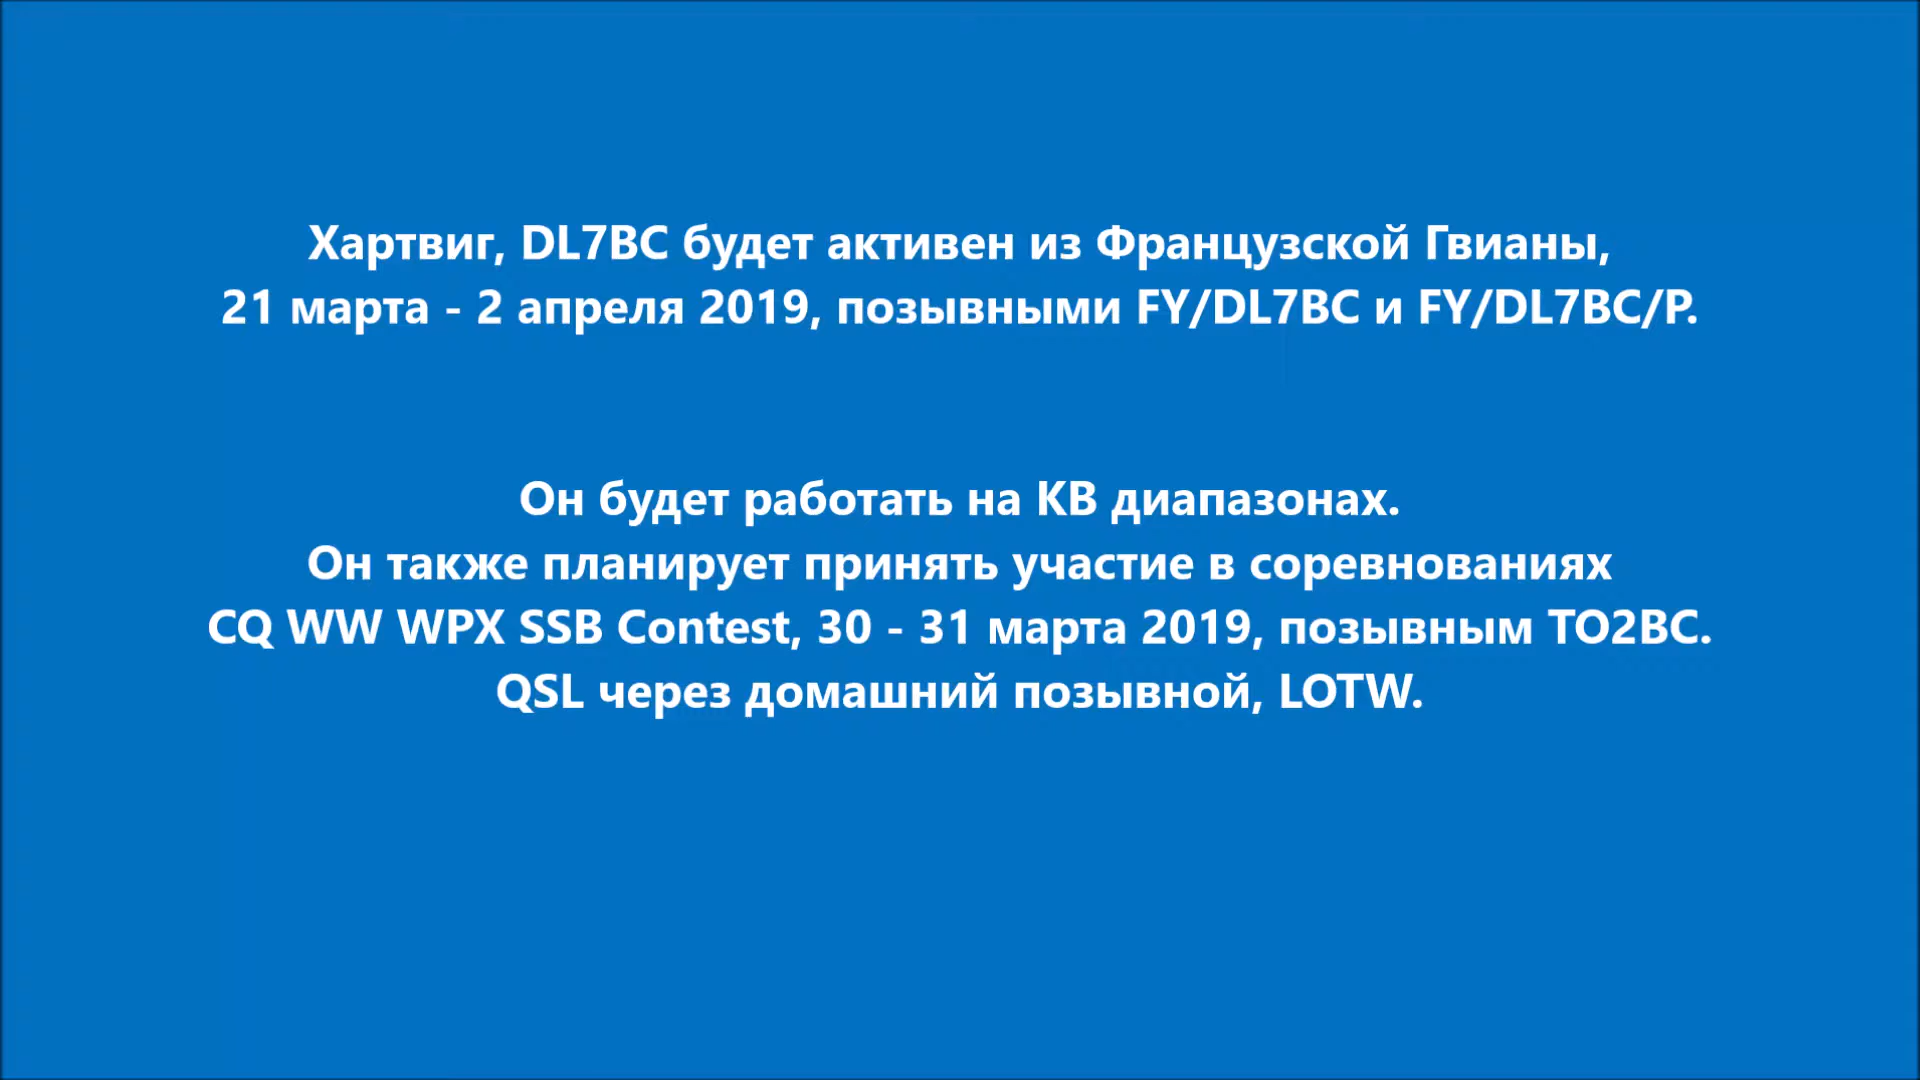 Хартвиг, DL7BC будет активен из Французской Гвианы,
21 марта - 2 апреля 2019, позывными FY/DL7BC и FY/DL7BC/P.
Он будет работать на КВ диапазонах.
Он также планирует принять участие в соревнованиях
CQ WW WPX SSB Contest, 30 - 31 марта 2019, позывным TO2BC.
QSL через домашний позывной, LOTW.